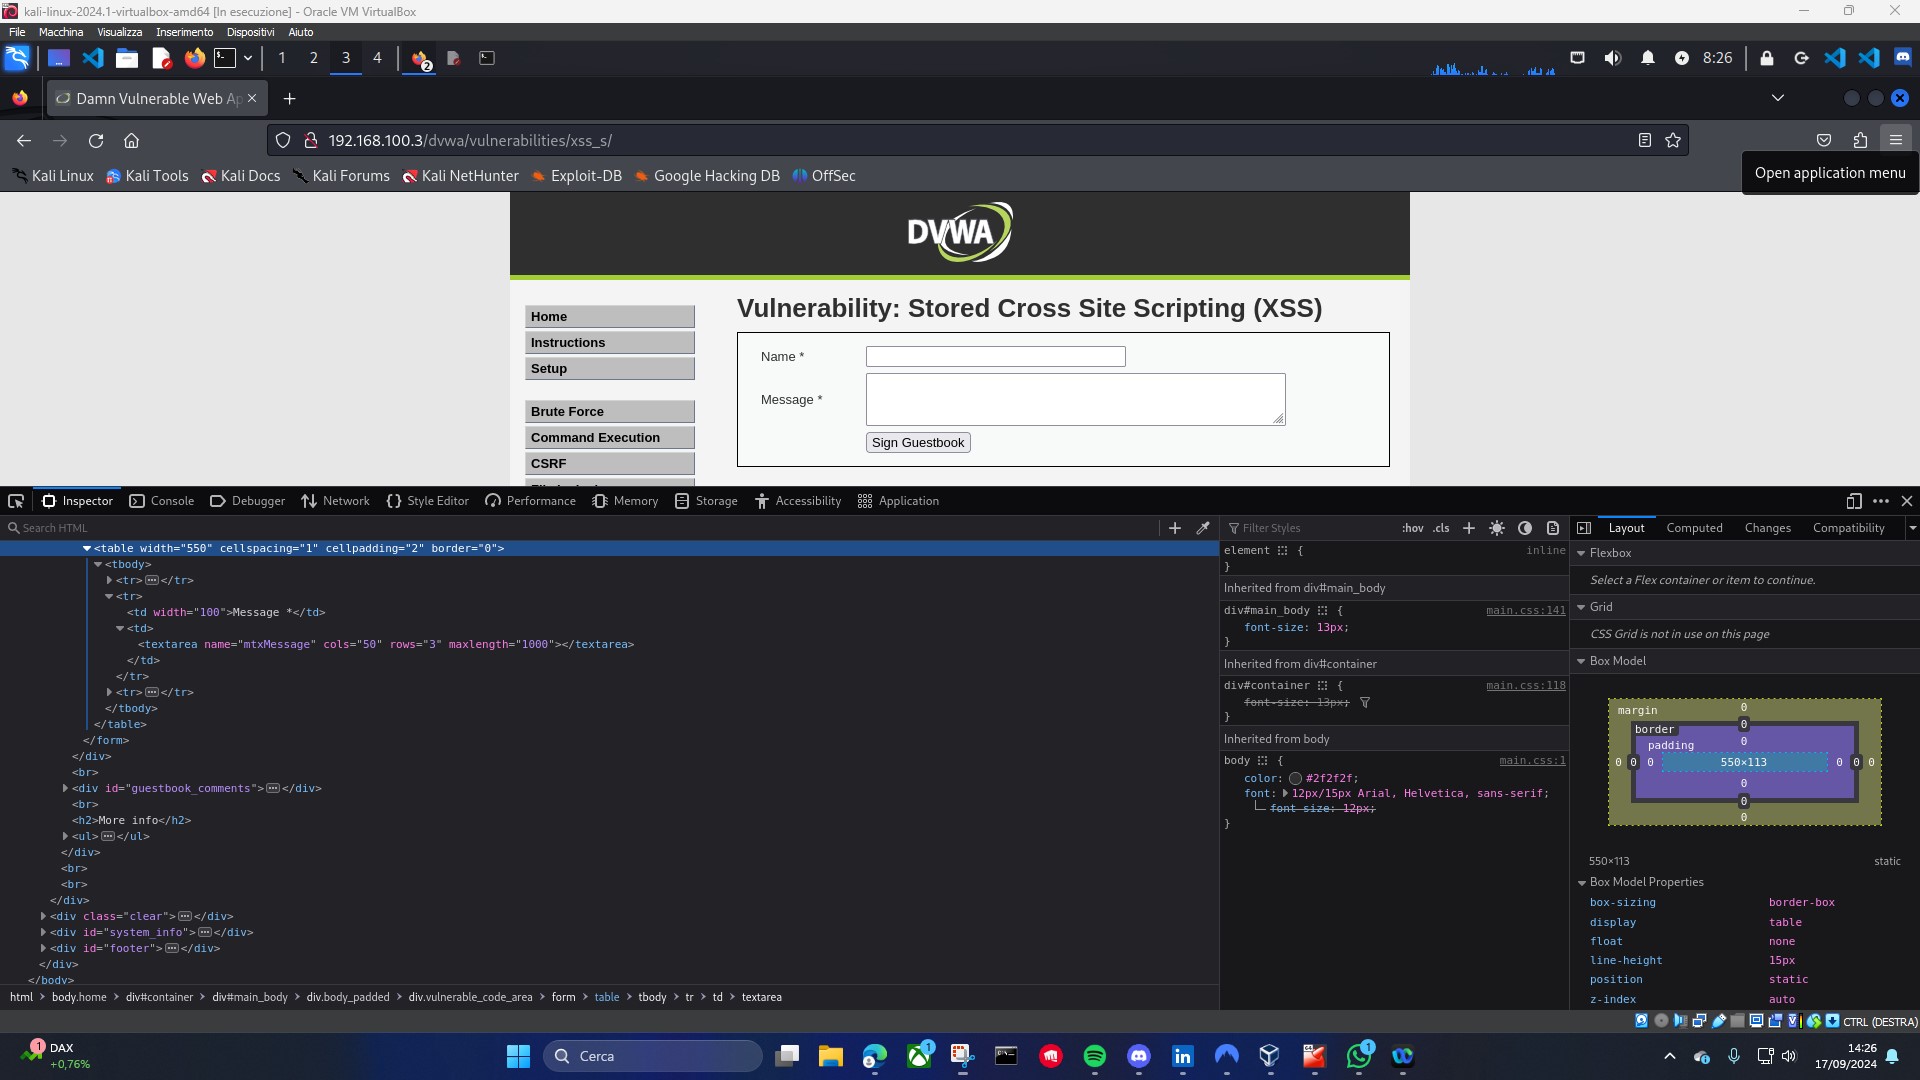 kali-linux-2024.1-virtualbox-amd64 [In esecuzione] - Oracle VM VirtualBox
File Macchina Visualizza Inserimento Dispositivi Aiuto
1 2 3 4 2 8:26
Damn Vulnerable Web Ap
192.168.100.3/dvwa/vulnerabilities/xss_s/
Kali Linux Kali Tools Kali Docs Kali Forums Kali NetHunter Exploit-DB Google Hacking DB OffSec
Open application menu
DVWA
Vulnerability: Stored Cross Site Scripting (XSS)
Home
Instructions
Setup
Brute Force
Command Execution
CSRF
Name *
Message *
Sign Guestbook
Inspector Console Debugger Network Style Editor Performance Memory Storage Accessibility Application
Search HTML
<table width="550" cellspacing="1" cellpadding="2" border="0">
<tbody>
<tr></tr>
<tr>
<td width="100">Message *</td>
<td>
<textarea name="mtxMessage" cols="50" rows="3" maxlength="1000"></textarea>
</td>
</tr>
<tr></tr>
</tbody>
</table>
</form>
</div>
<br>
<div id="guestbook_comments"></div>
<br>
<h2>More info</h2>
<ul></ul>
</div>
<br>
<br>
</div>
<div class="clear"></div>
<div id="system_info"></div>
<div id="footer"></div>
</div>
</body>
html body.home div#container div#main_body div.body_padded div.vulnerable_code_area form table tbody tr td textarea
Filter Styles :hov .cls
element { inline
}
Inherited from div#main_body
div#main_body { main.css:141
font-size: 13px;
}
Inherited from div#container
div#container { main.css:118
font-size: 13px;
}
Inherited from body
body { main.css:1
color: #2f2f2f;
font: 12px/15px Arial, Helvetica, sans-serif;
font-size: 12px;
}
Layout Computed Changes Compatibility
Flexbox
Select a Flex container or item to continue.
Grid
CSS Grid is not in use on this page
Box Model
margin 0
border 0
padding 0
0 0 0 550×113 0 0 0
0
0
0
550×113 static
Box Model Properties
box-sizing border-box
display table
float none
line-height 15px
position static
z-index auto
CTRL (DESTRA)
1 DAX
+0,76%
Cerca
1
1
14:26
17/09/2024